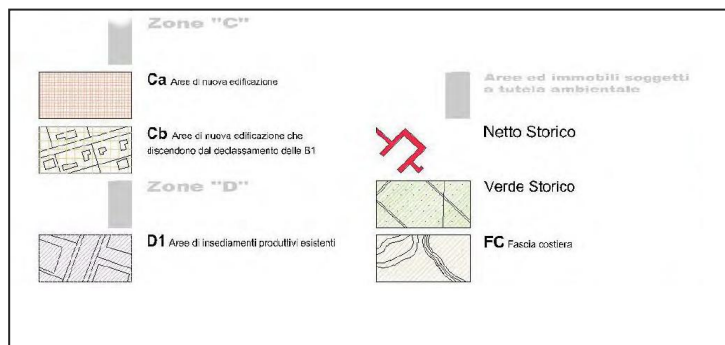 Zone "C"
Ca Aree di nuova edificazione
Cb Aree di nuova edificazione che
discendono dal declassamento delle B1
Zone "D"
D1 Aree di insediamenti produttivi esistenti
Aree ed immobili soggetti
a tutela ambientale
Netto Storico
Verde Storico
FC Fascia costiera